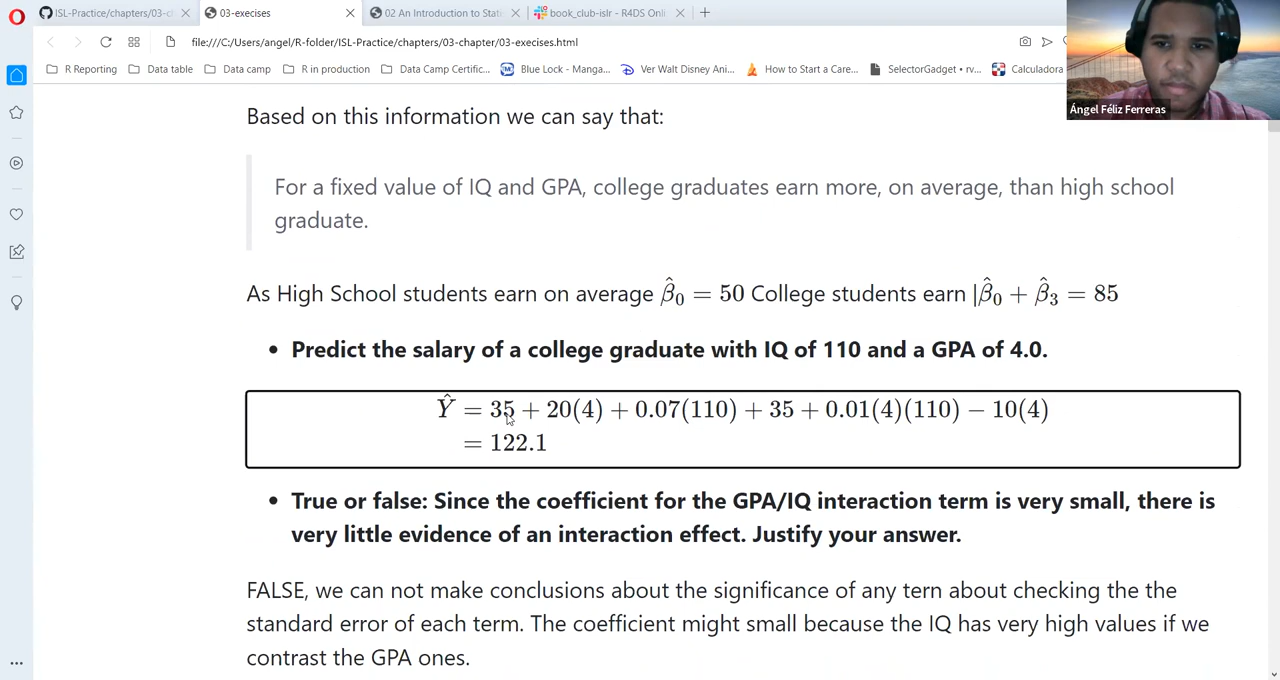 ISL-Practice/chapters/03-cl
03-execises
02 An Introduction to Stati
book_club-islr - R4DS Onli
file:///C:/Users/angel/R-folder/ISL-Practice/chapters/03-chapter/03-execises.html
R Reporting
Data table
Data camp
R in production
Data Camp Certific...
Blue Lock - Manga...
Ver Walt Disney Ani...
How to Start a Care...
SelectorGadget • rv...
Calculadora
Ángel Féliz Ferreras
Based on this information we can say that:
For a fixed value of IQ and GPA, college graduates earn more, on average, than high school
graduate.
As High School students earn on average β̂₀ = 50 College students earn |β̂₀ + β̂₃ = 85
• Predict the salary of a college graduate with IQ of 110 and a GPA of 4.0.
Ŷ = 35 + 20(4) + 0.07(110) + 35 + 0.01(4)(110) − 10(4)
= 122.1
• True or false: Since the coefficient for the GPA/IQ interaction term is very small, there is
very little evidence of an interaction effect. Justify your answer.
FALSE, we can not make conclusions about the significance of any tern about checking the the
standard error of each term. The coefficient might small because the IQ has very high values if we
contrast the GPA ones.